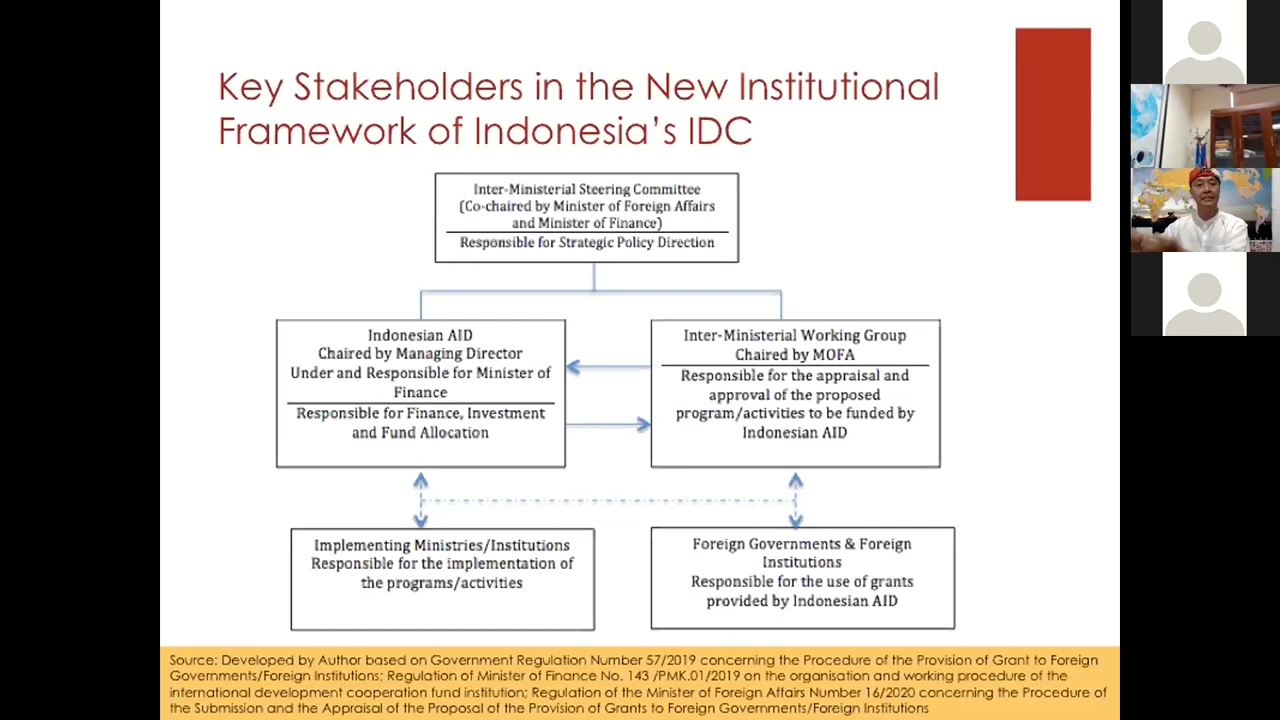 Key Stakeholders in the New Institutional
Framework of Indonesia's IDC
Inter-Ministerial Steering Committee
(Co-chaired by Minister of Foreign Affairs
and Minister of Finance)
Responsible for Strategic Policy Direction
Indonesian AID
Chaired by Managing Director
Under and Responsible for Minister of
Finance
Responsible for Finance, Investment
and Fund Allocation
Inter-Ministerial Working Group
Chaired by MOFA
Responsible for the appraisal and
approval of the proposed
program/activities to be funded by
Indonesian AID
Implementing Ministries/Institutions
Responsible for the implementation of
the programs/activities
Foreign Governments & Foreign
Institutions
Responsible for the use of grants
provided by Indonesian AID
Source: Developed by Author based on Government Regulation Number 57/2019 concerning the Procedure of the Provision of Grant to Foreign
Governments/Foreign Institutions; Regulation of Minister of Finance No. 143 /PMK.01/2019 on the organisation and working procedure of the
international development cooperation fund institution; Regulation of the Minister of Foreign Affairs Number 16/2020 concerning the Procedure of
the Submission and the Appraisal of the Proposal of the Provision of Grants to Foreign Governments/Foreign Institutions